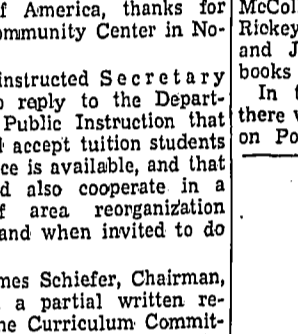 f America, thanks for
ommunity Center in No-
instructed Secretary
o reply to the Depart-
Public Instruction that
l accept tuition students
ce is available, and that
d also cooperate in a
f area reorganization
and when invited to do
mes Schiefer, Chairman,
a partial written re-
he Curriculum Commit-
McCol
Rickey
and J
books
In t
there w
on Po